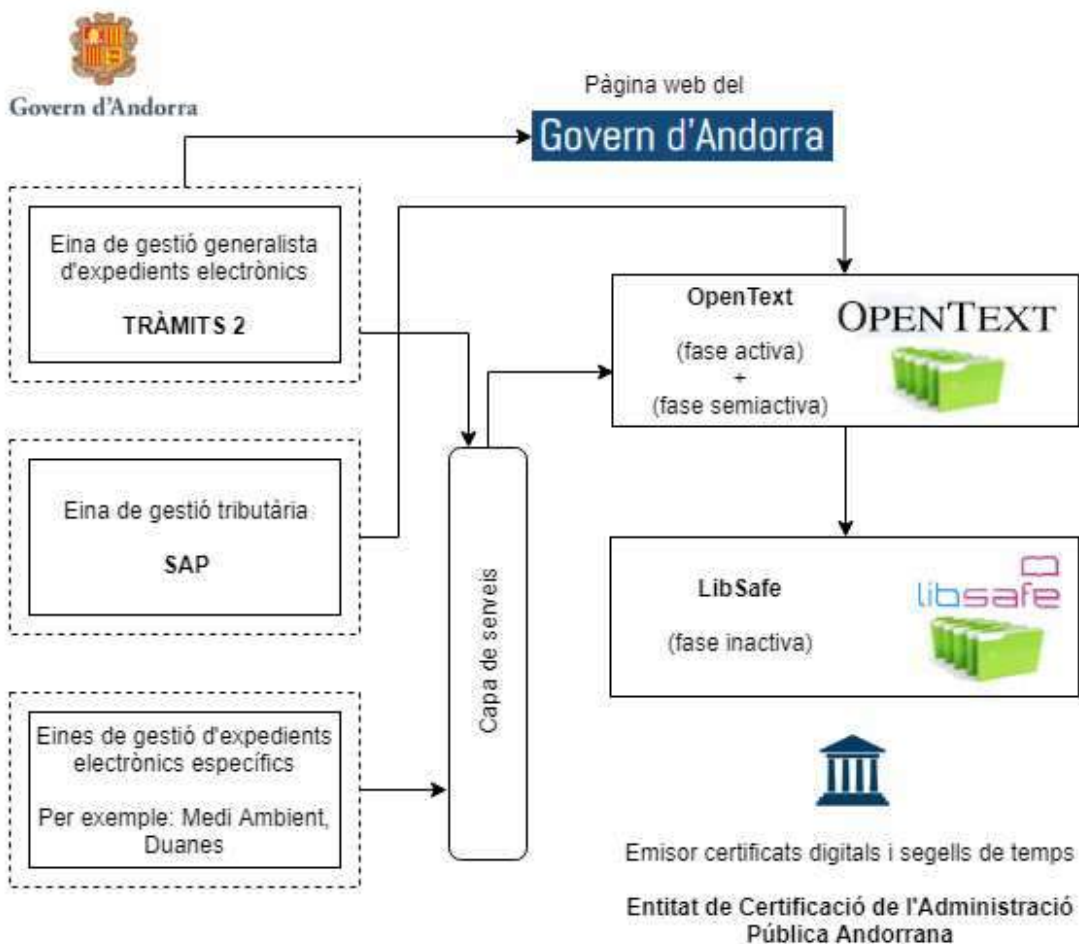 Govern d'Andorra
Pàgina web del
Govern d'Andorra
Eina de gestió generalista
d'expedients electrònics
TRÀMITS 2
OpenText
(fase activa)
+
(fase semiactiva)
OPENTEXT
Eina de gestió tributària
SAP
Capa de serveis
LibSafe
(fase inactiva)
libsafe
Eines de gestió d'expedients
electrònics específics
Per exemple: Medi Ambient,
Duanes
Emisor certificats digitals i segells de temps
Entitat de Certificació de l'Administració
Pública Andorrana